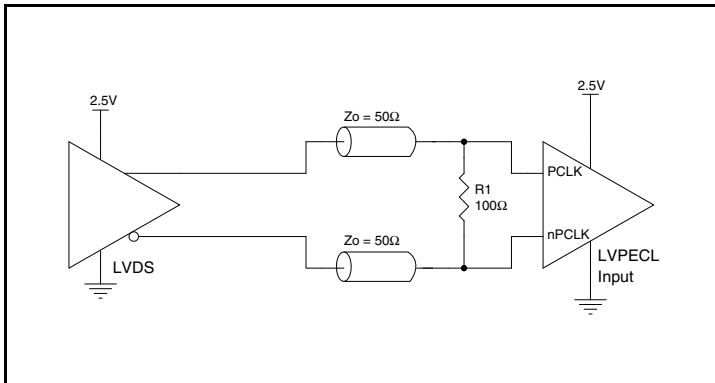 2.5V
2.5V
Zo = 50Ω
PCLK
R1
100Ω
Zo = 50Ω
nPCLK
LVDS
LVPECL
Input